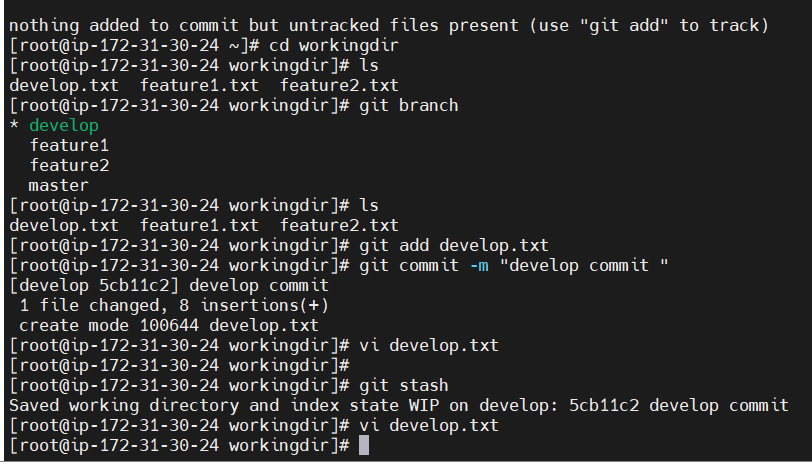 nothing added to commit but untracked files present (use "git add" to track)
[root@ip-172-31-30-24 ~]# cd workingdir
[root@ip-172-31-30-24 workingdir]# ls
develop.txt  feature1.txt  feature2.txt
[root@ip-172-31-30-24 workingdir]# git branch
* develop
  feature1
  feature2
  master
[root@ip-172-31-30-24 workingdir]# ls
develop.txt  feature1.txt  feature2.txt
[root@ip-172-31-30-24 workingdir]# git add develop.txt
[root@ip-172-31-30-24 workingdir]# git commit -m "develop commit "
[develop 5cb11c2] develop commit
 1 file changed, 8 insertions(+)
 create mode 100644 develop.txt
[root@ip-172-31-30-24 workingdir]# vi develop.txt
[root@ip-172-31-30-24 workingdir]#
[root@ip-172-31-30-24 workingdir]# git stash
Saved working directory and index state WIP on develop: 5cb11c2 develop commit
[root@ip-172-31-30-24 workingdir]# vi develop.txt
[root@ip-172-31-30-24 workingdir]#